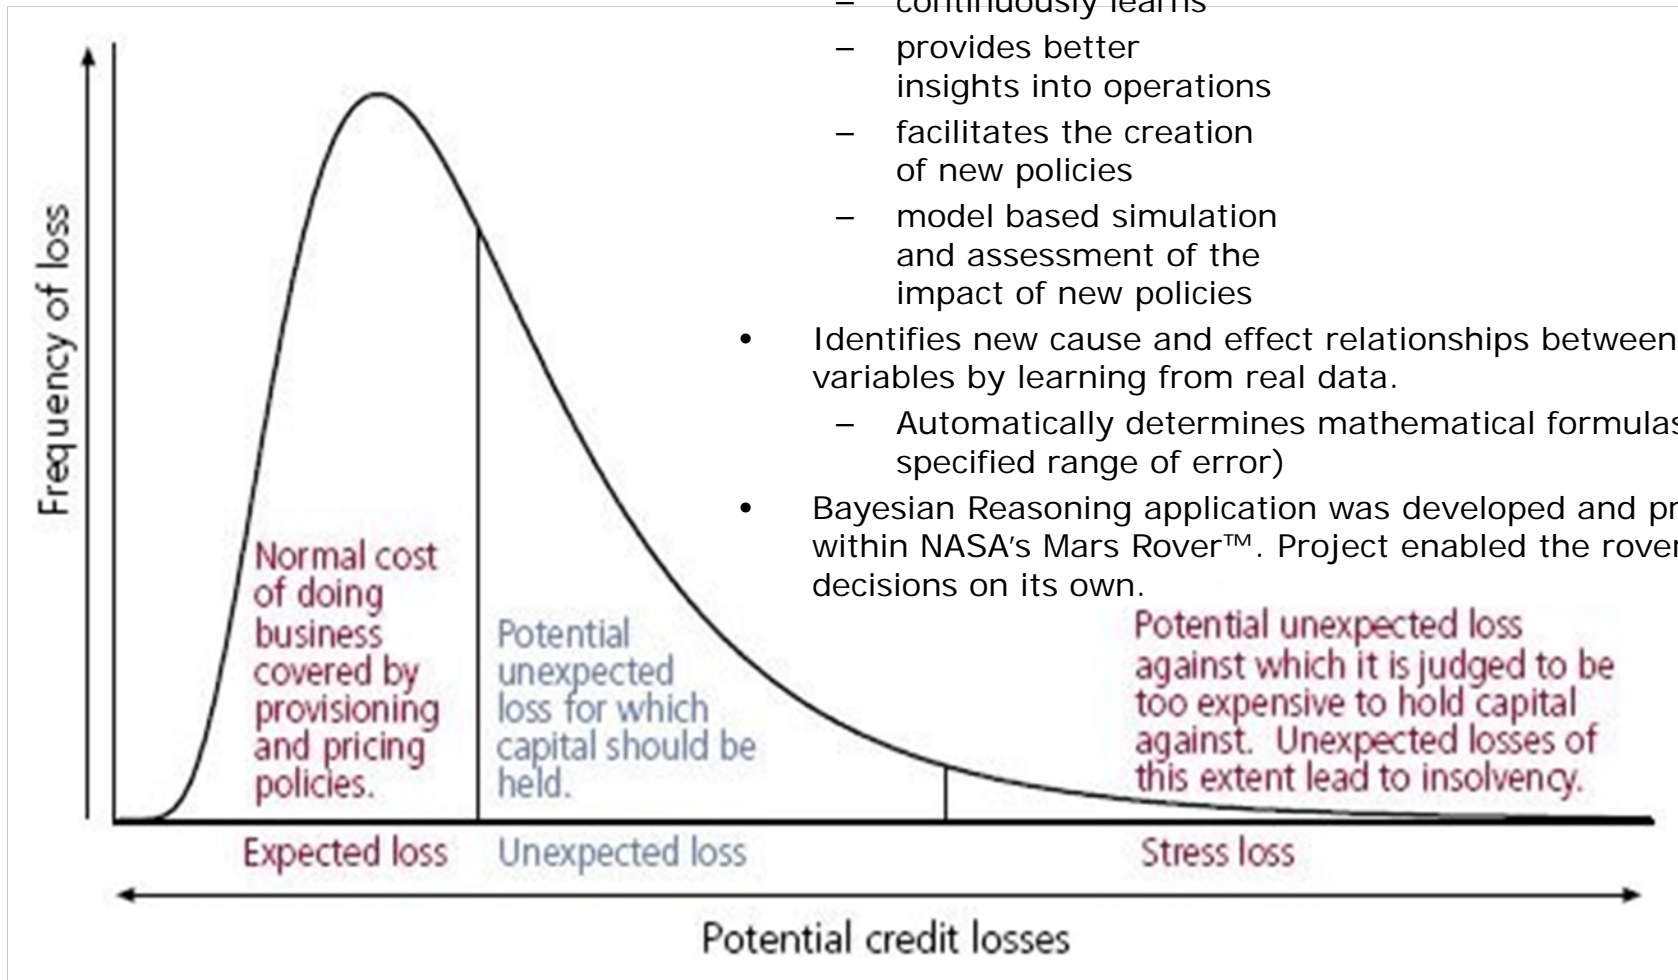 continuously learns
– provides better
insights into operations
– facilitates the creation
of new policies
– model based simulation
and assessment of the
impact of new policies
• Identifies new cause and effect relationships between
variables by learning from real data.
– Automatically determines mathematical formulas
specified range of error)
• Bayesian Reasoning application was developed and
within NASA's Mars Rover™. Project enabled the rover
decisions on its own.
Frequency of loss
Normal cost
of doing
business
covered by
provisioning
and pricing
policies.
Potential
unexpected
loss for which
capital should be
held.
Potential unexpected loss
against which it is judged to be
too expensive to hold capital
against. Unexpected losses of
this extent lead to insolvency.
Expected loss
Unexpected loss
Stress loss
Potential credit losses